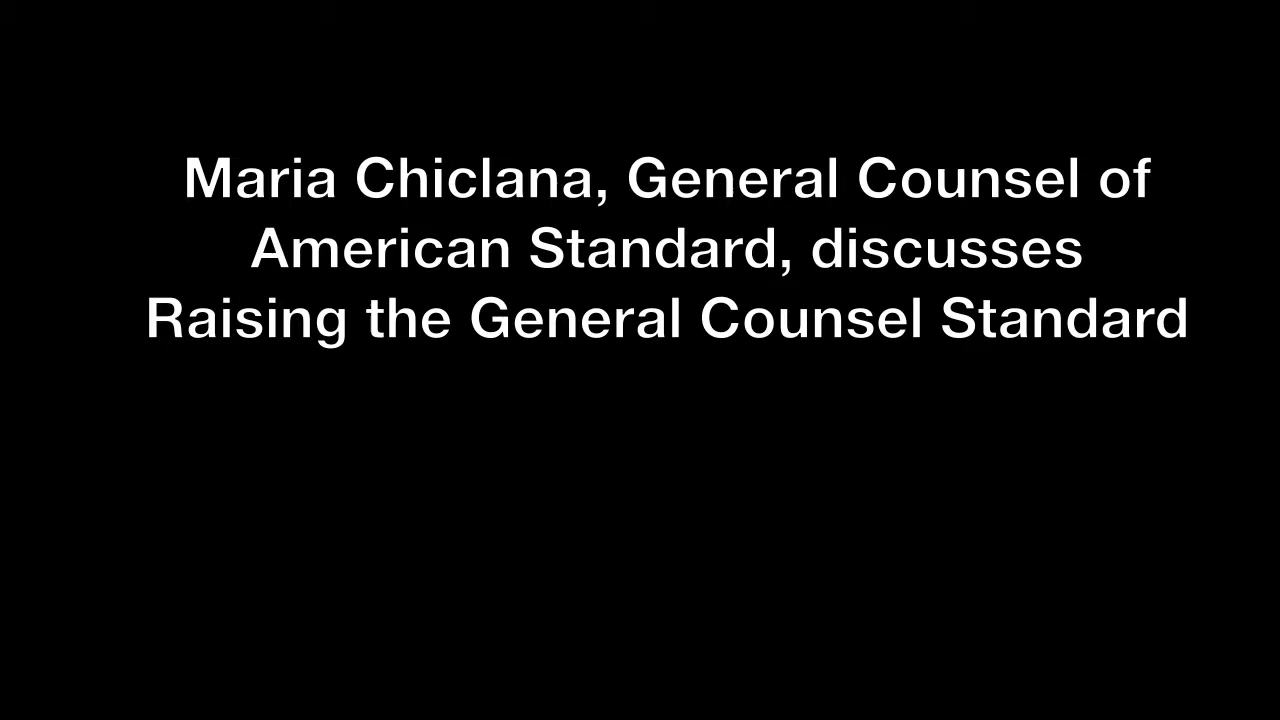 Maria Chiclana, General Counsel of
American Standard, discusses
Raising the General Counsel Standard